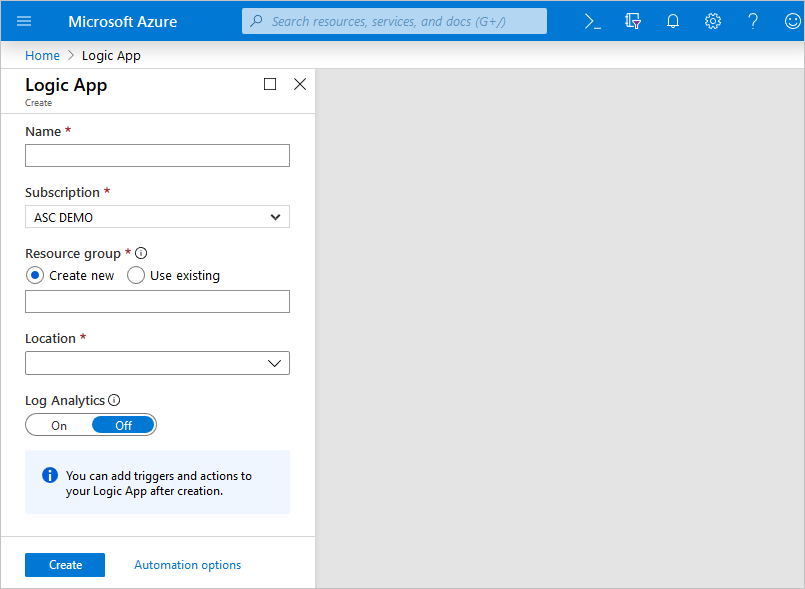 Microsoft Azure
Search resources, services, and docs (G+/)
Home > Logic App
Logic App
Create
Name *
Subscription *
ASC DEMO
Resource group *
Create new Use existing
Location *
Log Analytics
On Off
You can add triggers and actions to
your Logic App after creation.
Create Automation options